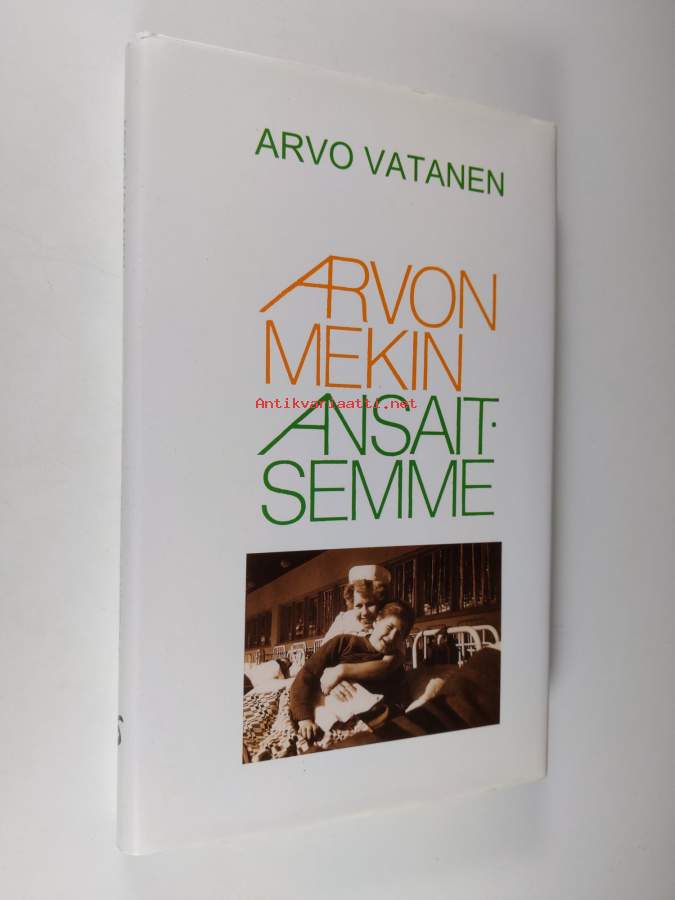 ARVO VATANEN
ARVON
MEKIN
Antikvariaatti.net
ANSAIT-
SEMME